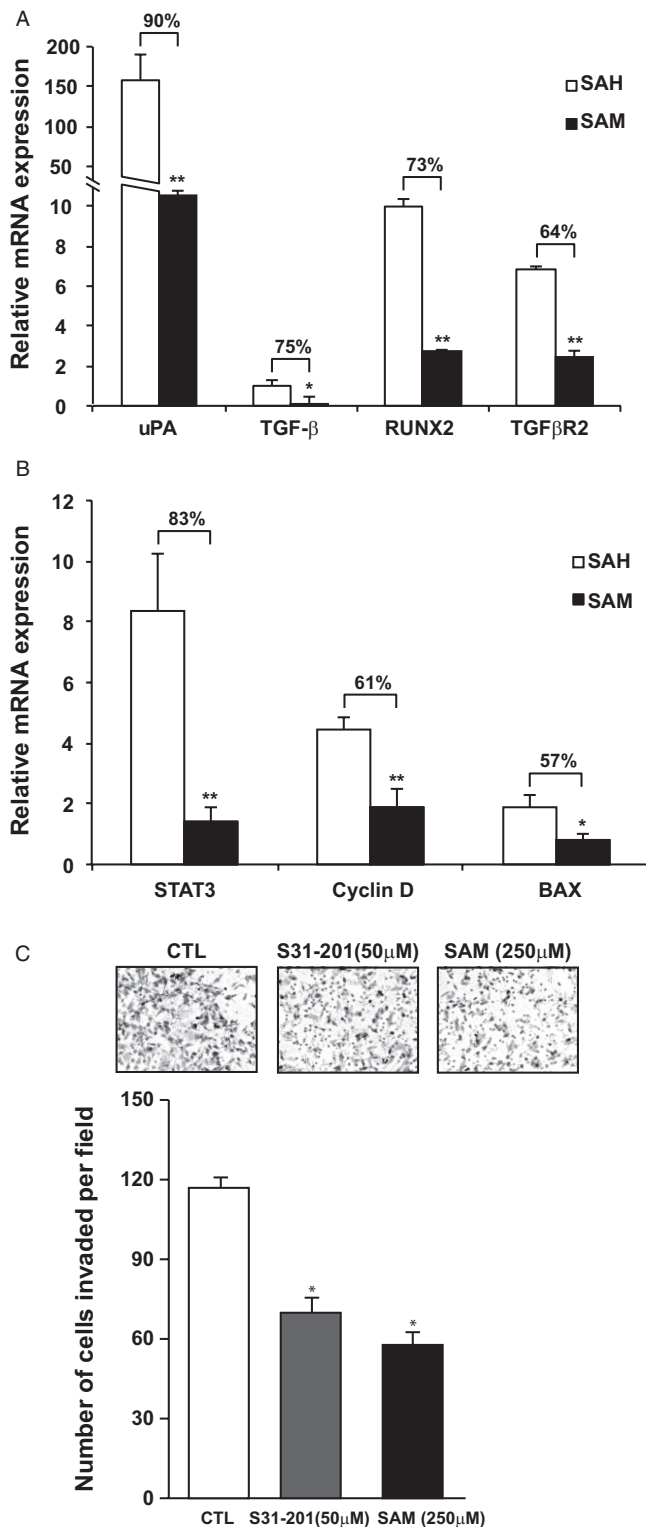 A
90%
200
150
100
50
10
8
6
4
2
0
Relative mRNA expression
**
SAH
SAM
73%
64%
75%
*
**
**
uPA
TGF-β
RUNX2
TGFβR2
B
12
10
8
6
4
2
0
Relative mRNA expression
83%
SAH
SAM
61%
57%
**
**
*
STAT3
Cyclin D
BAX
C
CTL
S31-201(50μM)
SAM (250μM)
150
120
90
60
30
0
Number of cells invaded per field
*
*
CTL
S31-201(50μM)
SAM (250μM)